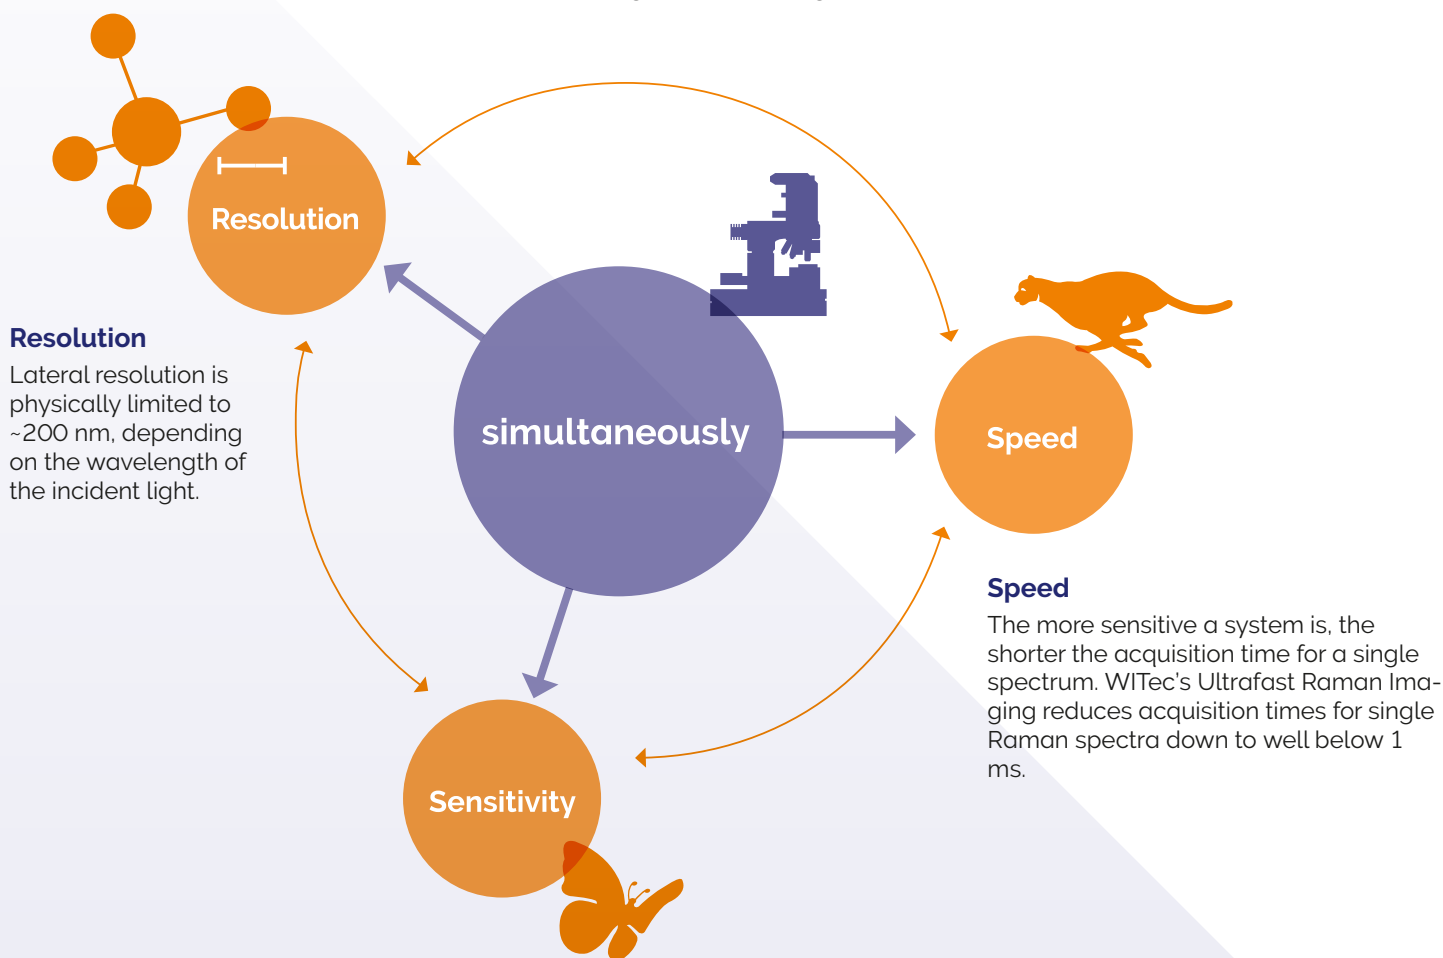 Resolution
Resolution
Lateral resolution is
physically limited to
~200 nm, depending
on the wavelength of
the incident light.
simultaneously
Speed
Speed
The more sensitive a system is, the
shorter the acquisition time for a single
spectrum. WITec’s Ultrafast Raman Ima-
ging reduces acquisition times for single
Raman spectra down to well below 1
ms.
Sensitivity